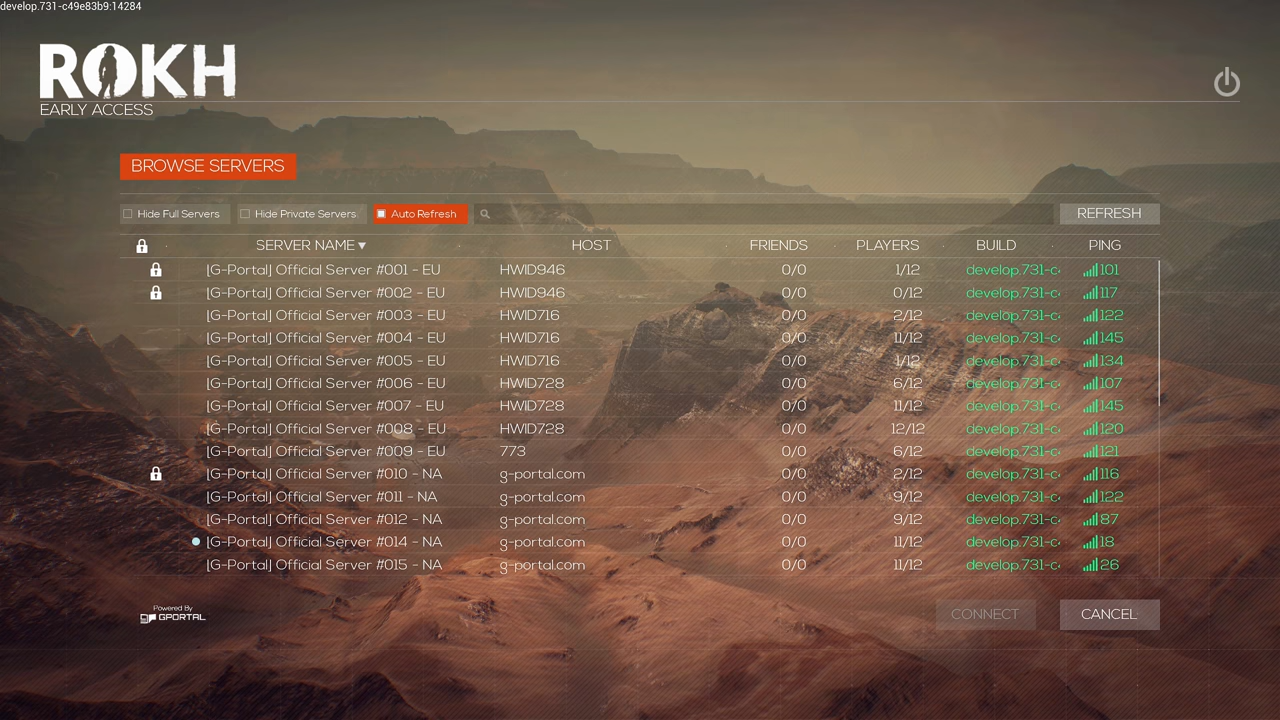 develop.731-c49e83b9:14284
ROKH
EARLY ACCESS
BROWSE SERVERS
Hide Full Servers Hide Private Servers Auto Refresh REFRESH
SERVER NAME HOST FRIENDS PLAYERS BUILD PING
[G-Portal] Official Server #001 - EU HWID946 0/0 1/12 develop.731-c 101
[G-Portal] Official Server #002 - EU HWID946 0/0 0/12 develop.731-c 117
[G-Portal] Official Server #003 - EU HWID716 0/0 2/12 develop.731-c 122
[G-Portal] Official Server #004 - EU HWID716 0/0 11/12 develop.731-c 145
[G-Portal] Official Server #005 - EU HWID716 0/0 1/12 develop.731-c 134
[G-Portal] Official Server #006 - EU HWID728 0/0 6/12 develop.731-c 107
[G-Portal] Official Server #007 - EU HWID728 0/0 11/12 develop.731-c 145
[G-Portal] Official Server #008 - EU HWID728 0/0 12/12 develop.731-c 120
[G-Portal] Official Server #009 - EU 773 0/0 6/12 develop.731-c 121
[G-Portal] Official Server #010 - NA g-portal.com 0/0 2/12 develop.731-c 116
[G-Portal] Official Server #011 - NA g-portal.com 0/0 9/12 develop.731-c 122
[G-Portal] Official Server #012 - NA g-portal.com 0/0 9/12 develop.731-c 87
[G-Portal] Official Server #014 - NA g-portal.com 0/0 11/12 develop.731-c 18
[G-Portal] Official Server #015 - NA g-portal.com 0/0 11/12 develop.731-c 26
Powered By
GPORTAL
CONNECT CANCEL